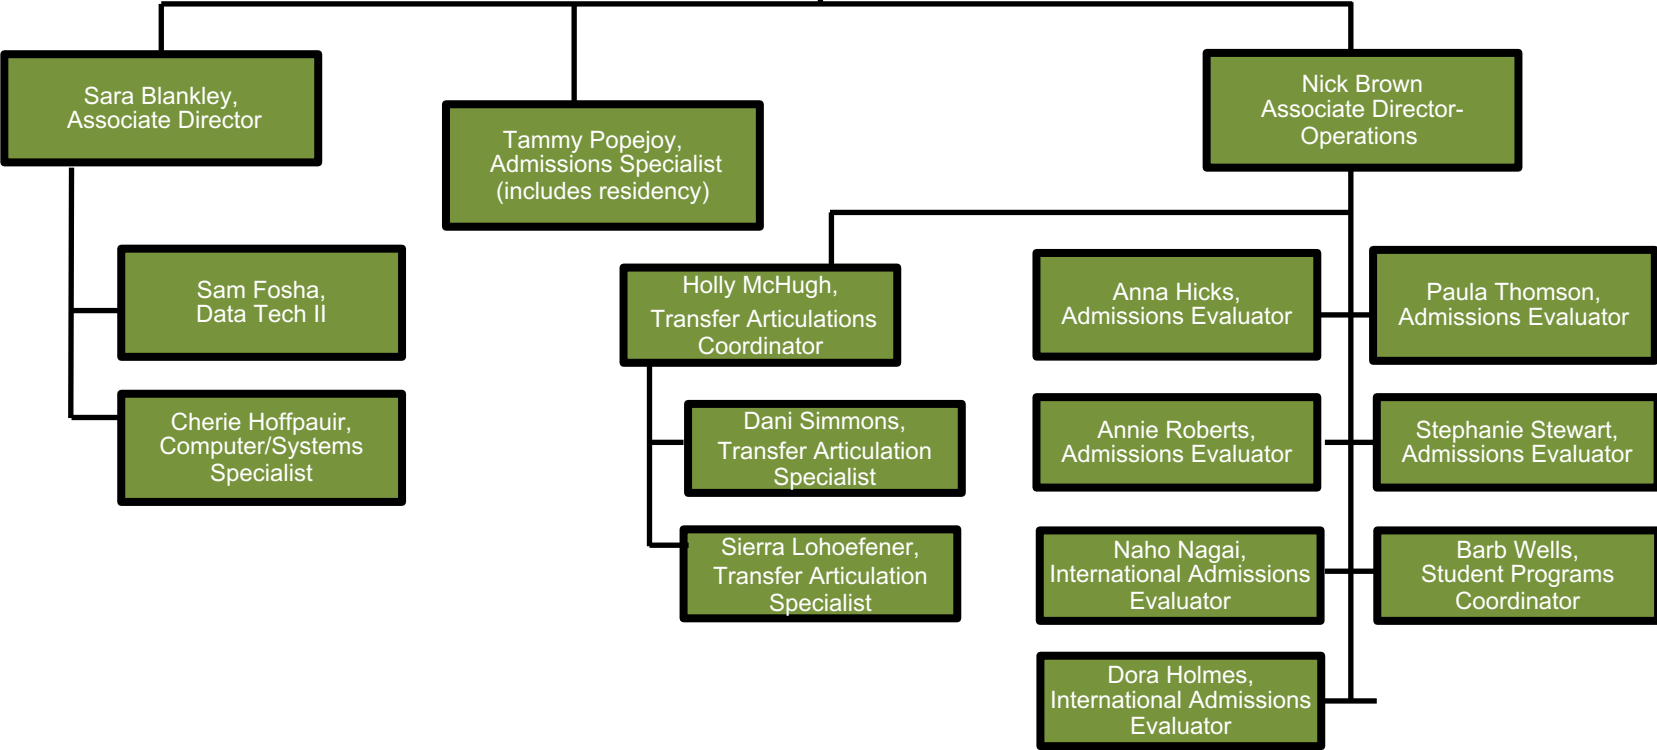 Sara Blankley,
Associate Director
Tammy Popejoy,
Admissions Specialist
(includes residency)
Nick Brown
Associate Director-
Operations
Sam Fosha,
Data Tech II
Cherie Hoffpauir,
Computer/Systems
Specialist
Holly McHugh,
Transfer Articulations
Coordinator
Dani Simmons,
Transfer Articulation
Specialist
Sierra Lohoefener,
Transfer Articulation
Specialist
Anna Hicks,
Admissions Evaluator
Paula Thomson,
Admissions Evaluator
Annie Roberts,
Admissions Evaluator
Stephanie Stewart,
Admissions Evaluator
Naho Nagai,
International Admissions
Evaluator
Barb Wells,
Student Programs
Coordinator
Dora Holmes,
International Admissions
Evaluator